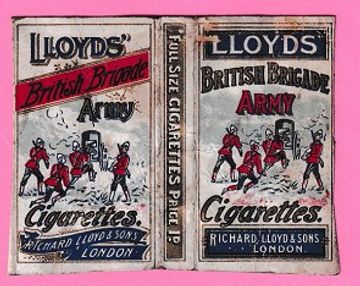 LLOYDS"
British Brigade
Army
Cigarettes.
RICHARD LLOYD & SONS
LONDON.
FULL SIZE CIGARETTES PRICE 1D.
LLOYDS'
BRITISH BRIGADE
ARMY
Cigarettes.
RICHARD LLOYD & SONS
LONDON.